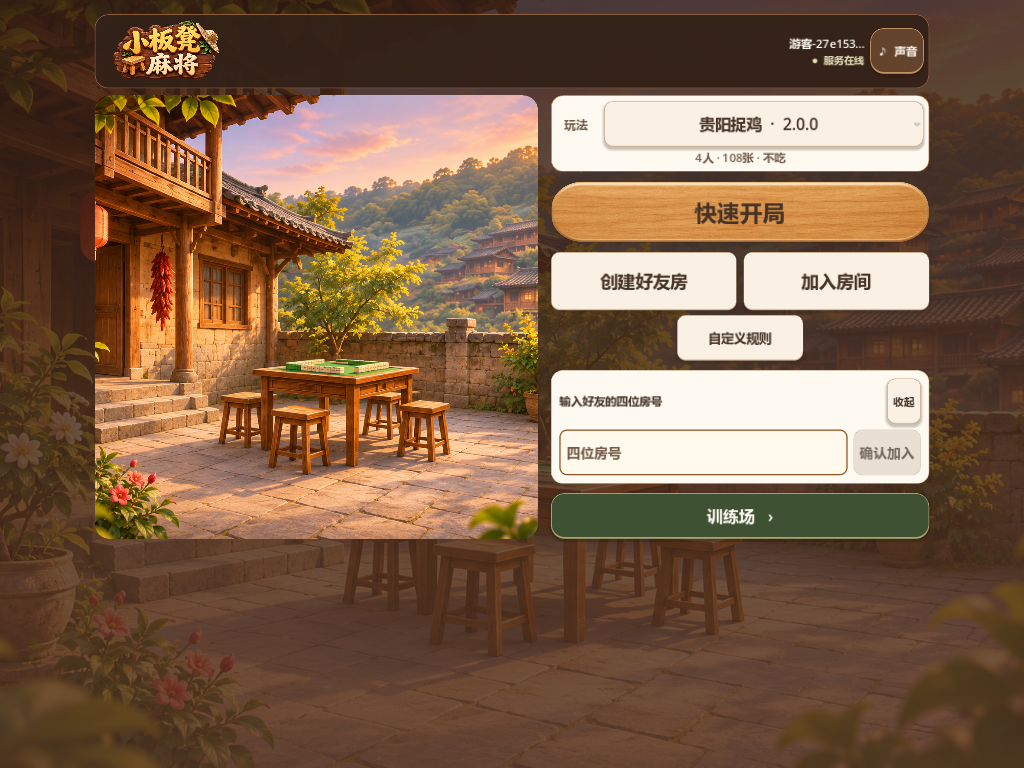 小板凳
麻将
游客-27e153...
● 服务在线
♪ 声音
玩法
贵阳捉鸡 · 2.0.0
4人 · 108张 · 不吃
快速开局
创建好友房
加入房间
自定义规则
输入好友的四位房号
收起
四位房号
确认加入
训练场 ›